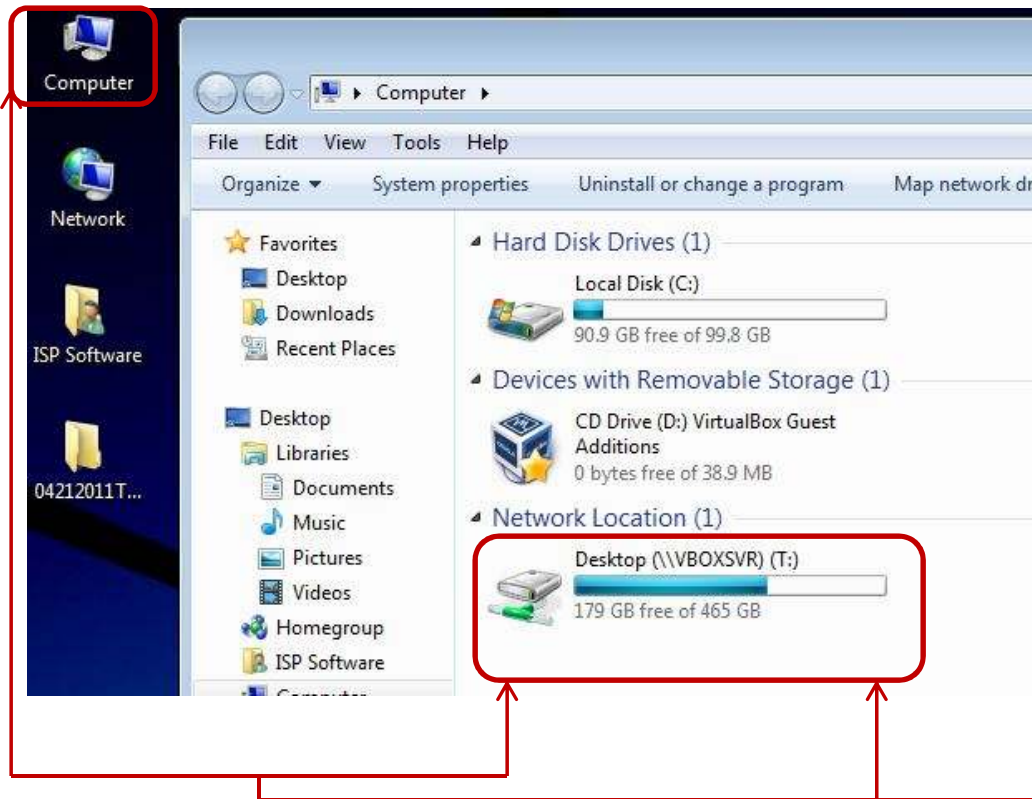 Computer
Network
ISP Software
04212011T...
Computer
File Edit View Tools Help
Organize System properties Uninstall or change a program Map network dr
Favorites
Desktop
Downloads
Recent Places
Desktop
Libraries
Documents
Music
Pictures
Videos
Homegroup
ISP Software
Hard Disk Drives (1)
Local Disk (C:)
90.9 GB free of 99.8 GB
Devices with Removable Storage (1)
CD Drive (D:) VirtualBox Guest
Additions
0 bytes free of 38.9 MB
Network Location (1)
Desktop (\\\VBOXSVR) (T:)
179 GB free of 465 GB